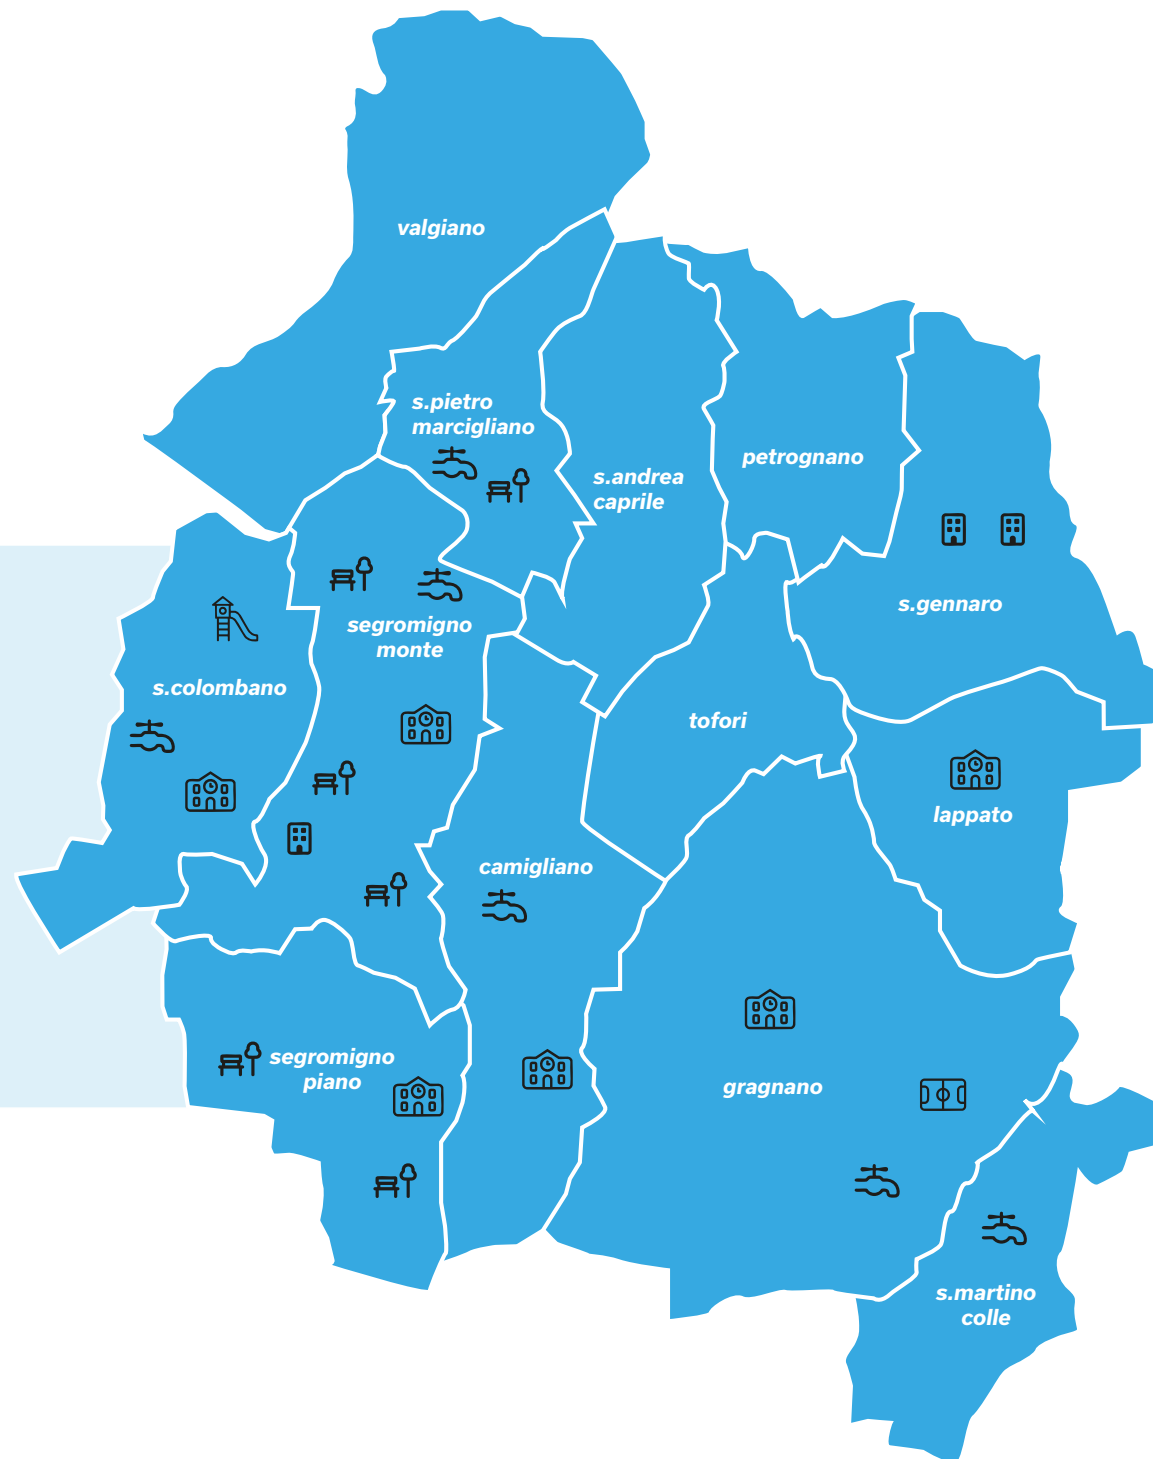 valgiano
s.pietro
marcigliano
s.andrea
caprile
petrognano
s.gennaro
segromigno
monte
s.colombano
tofori
lappato
camigliano
segromigno
piano
gragnano
s.martino
colle